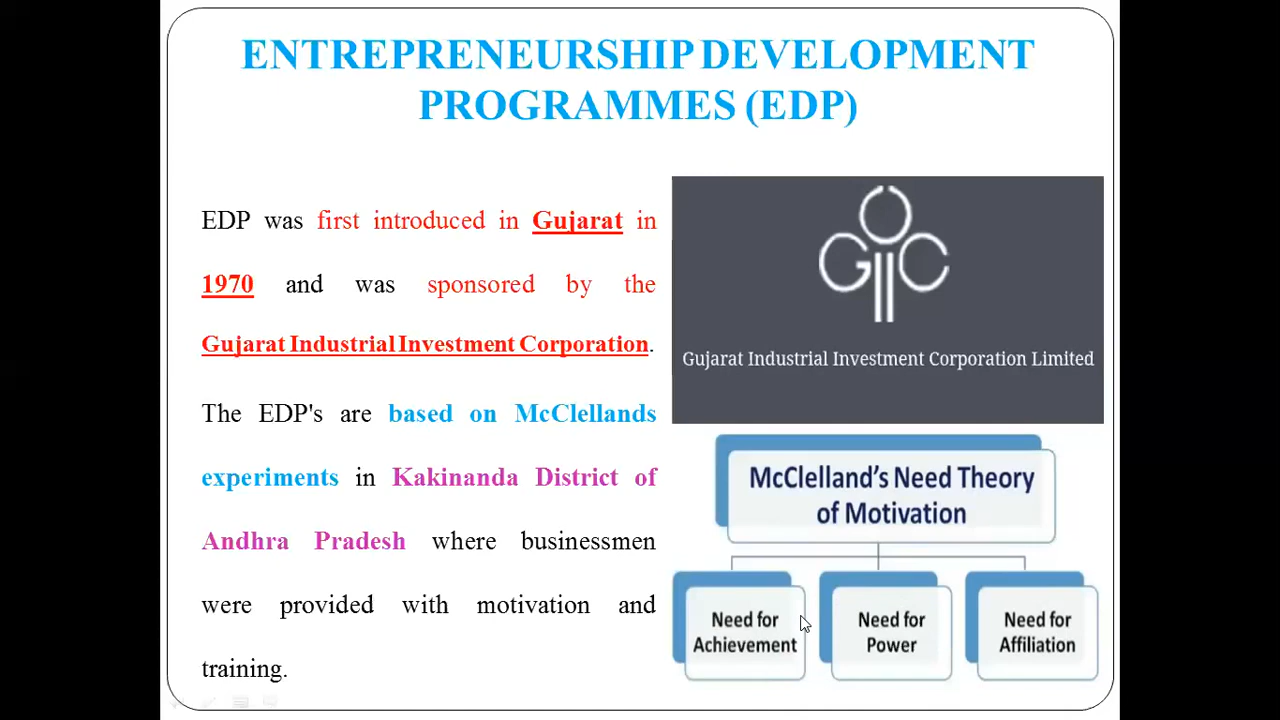 ENTREPRENEURSHIP DEVELOPMENT
PROGRAMMES (EDP)
EDP was first introduced in Gujarat in
1970 and was sponsored by the
Gujarat Industrial Investment Corporation.
The EDP's are based on McClellands
experiments in Kakinanda District of
Andhra Pradesh where businessmen
were provided with motivation and
training.
GIIC
Gujarat Industrial Investment Corporation Limited
McClelland's Need Theory
of Motivation
Need for
Achievement
Need for
Power
Need for
Affiliation